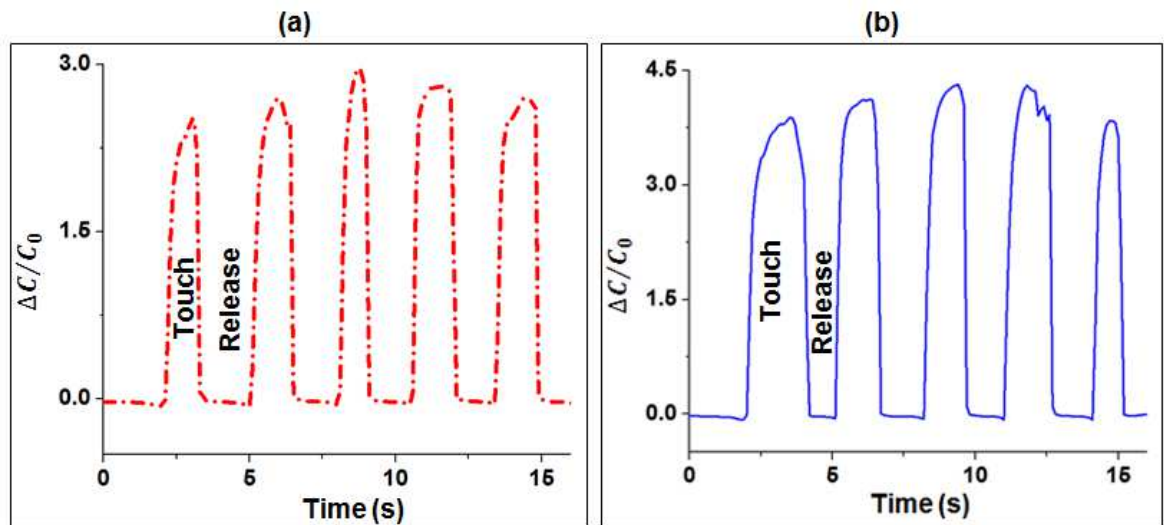 (a)
3.0
1.5
0.0
ΔC/C₀
Touch
Release
0 5 10 15
Time (s)
(b)
4.5
3.0
1.5
0.0
ΔC/C₀
Touch
Release
0 5 10 15
Time (s)